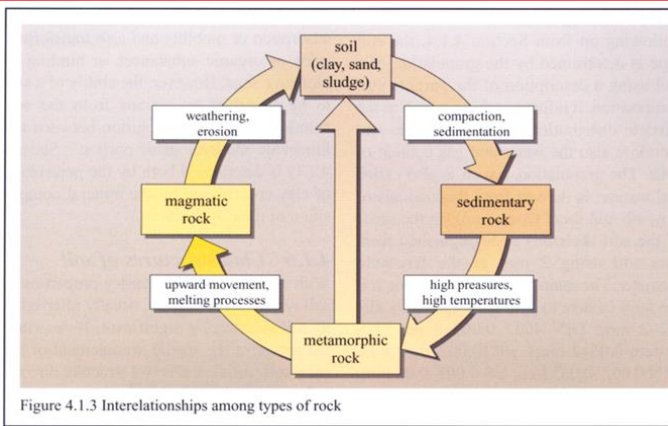 soil
(clay, sand,
sludge)
weathering,
erosion
compaction,
sedimentation
magmatic
rock
sedimentary
rock
upward movement,
melting processes
high preasures,
high temperatures
metamorphic
rock
Figure 4.1.3 Interelationships among types of rock